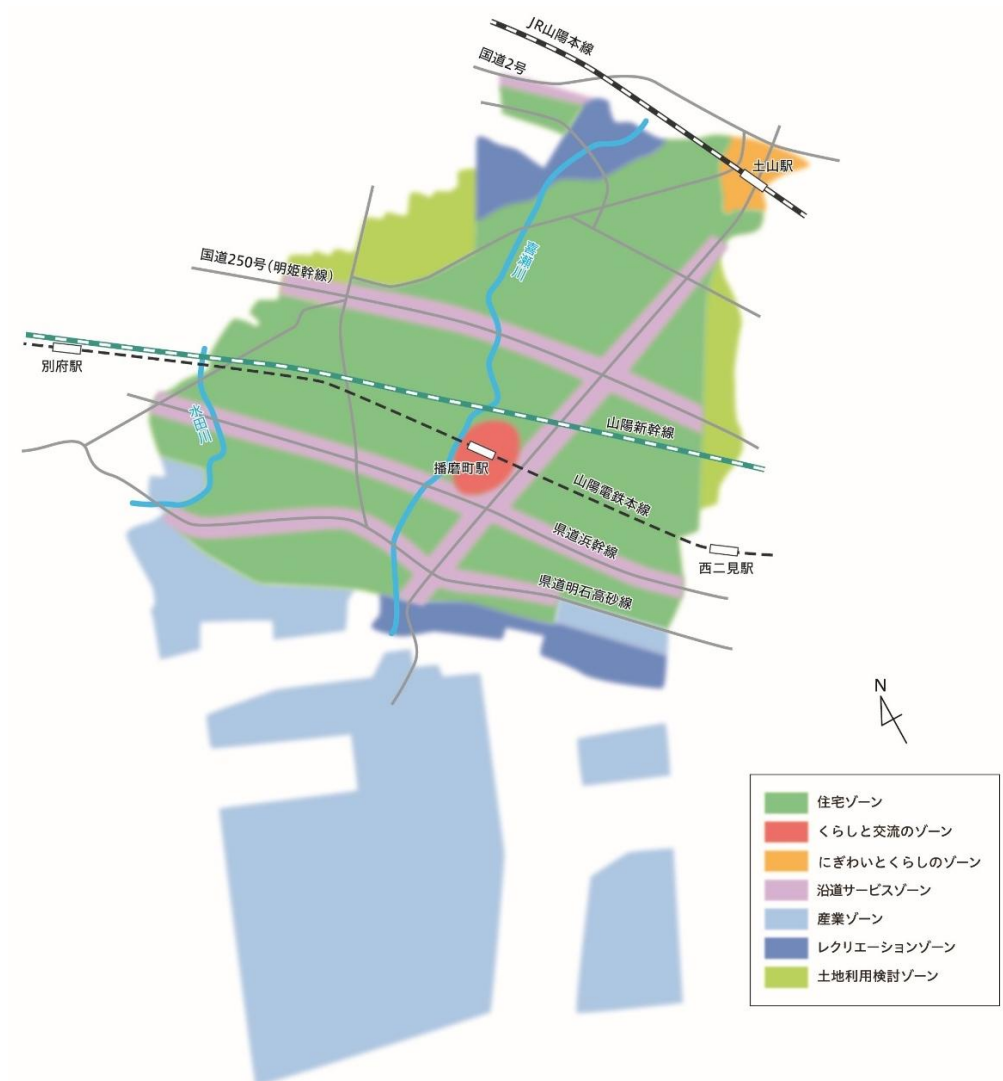 JR山陽本線
国道2号
土山駅
喜瀬川
国道250号(明姫幹線)
別府駅
水田川
山陽新幹線
播磨町駅
山陽電鉄本線
県道浜幹線
西二見駅
県道明石高砂線
N
住宅ゾーン
くらしと交流のゾーン
にぎわいとくらしのゾーン
沿道サービスゾーン
産業ゾーン
レクリエーションゾーン
土地利用検討ゾーン